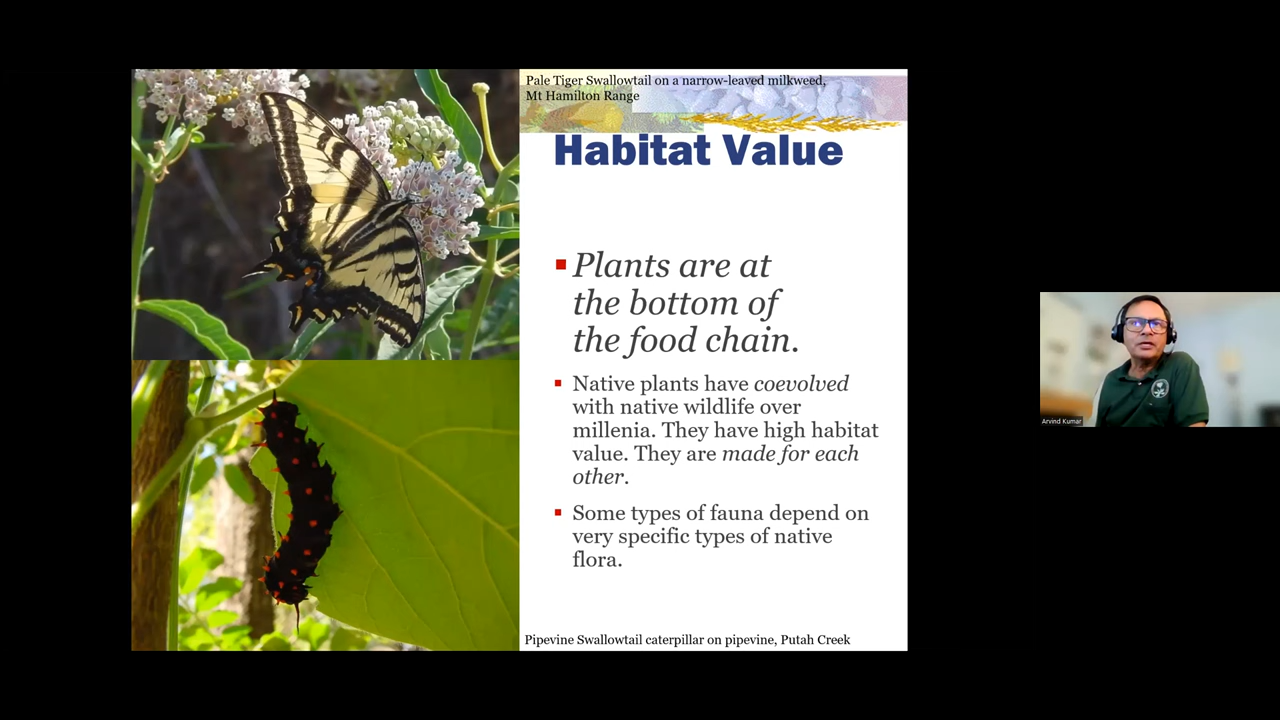 Pale Tiger Swallowtail on a narrow-leaved milkweed,
Mt Hamilton Range
Habitat Value
Plants are at
the bottom of
the food chain.
Native plants have coevolved
with native wildlife over
millenia. They have high habitat
value. They are made for each
other.
Some types of fauna depend on
very specific types of native
flora.
Pipevine Swallowtail caterpillar on pipevine, Putah Creek
Arvind Kumar